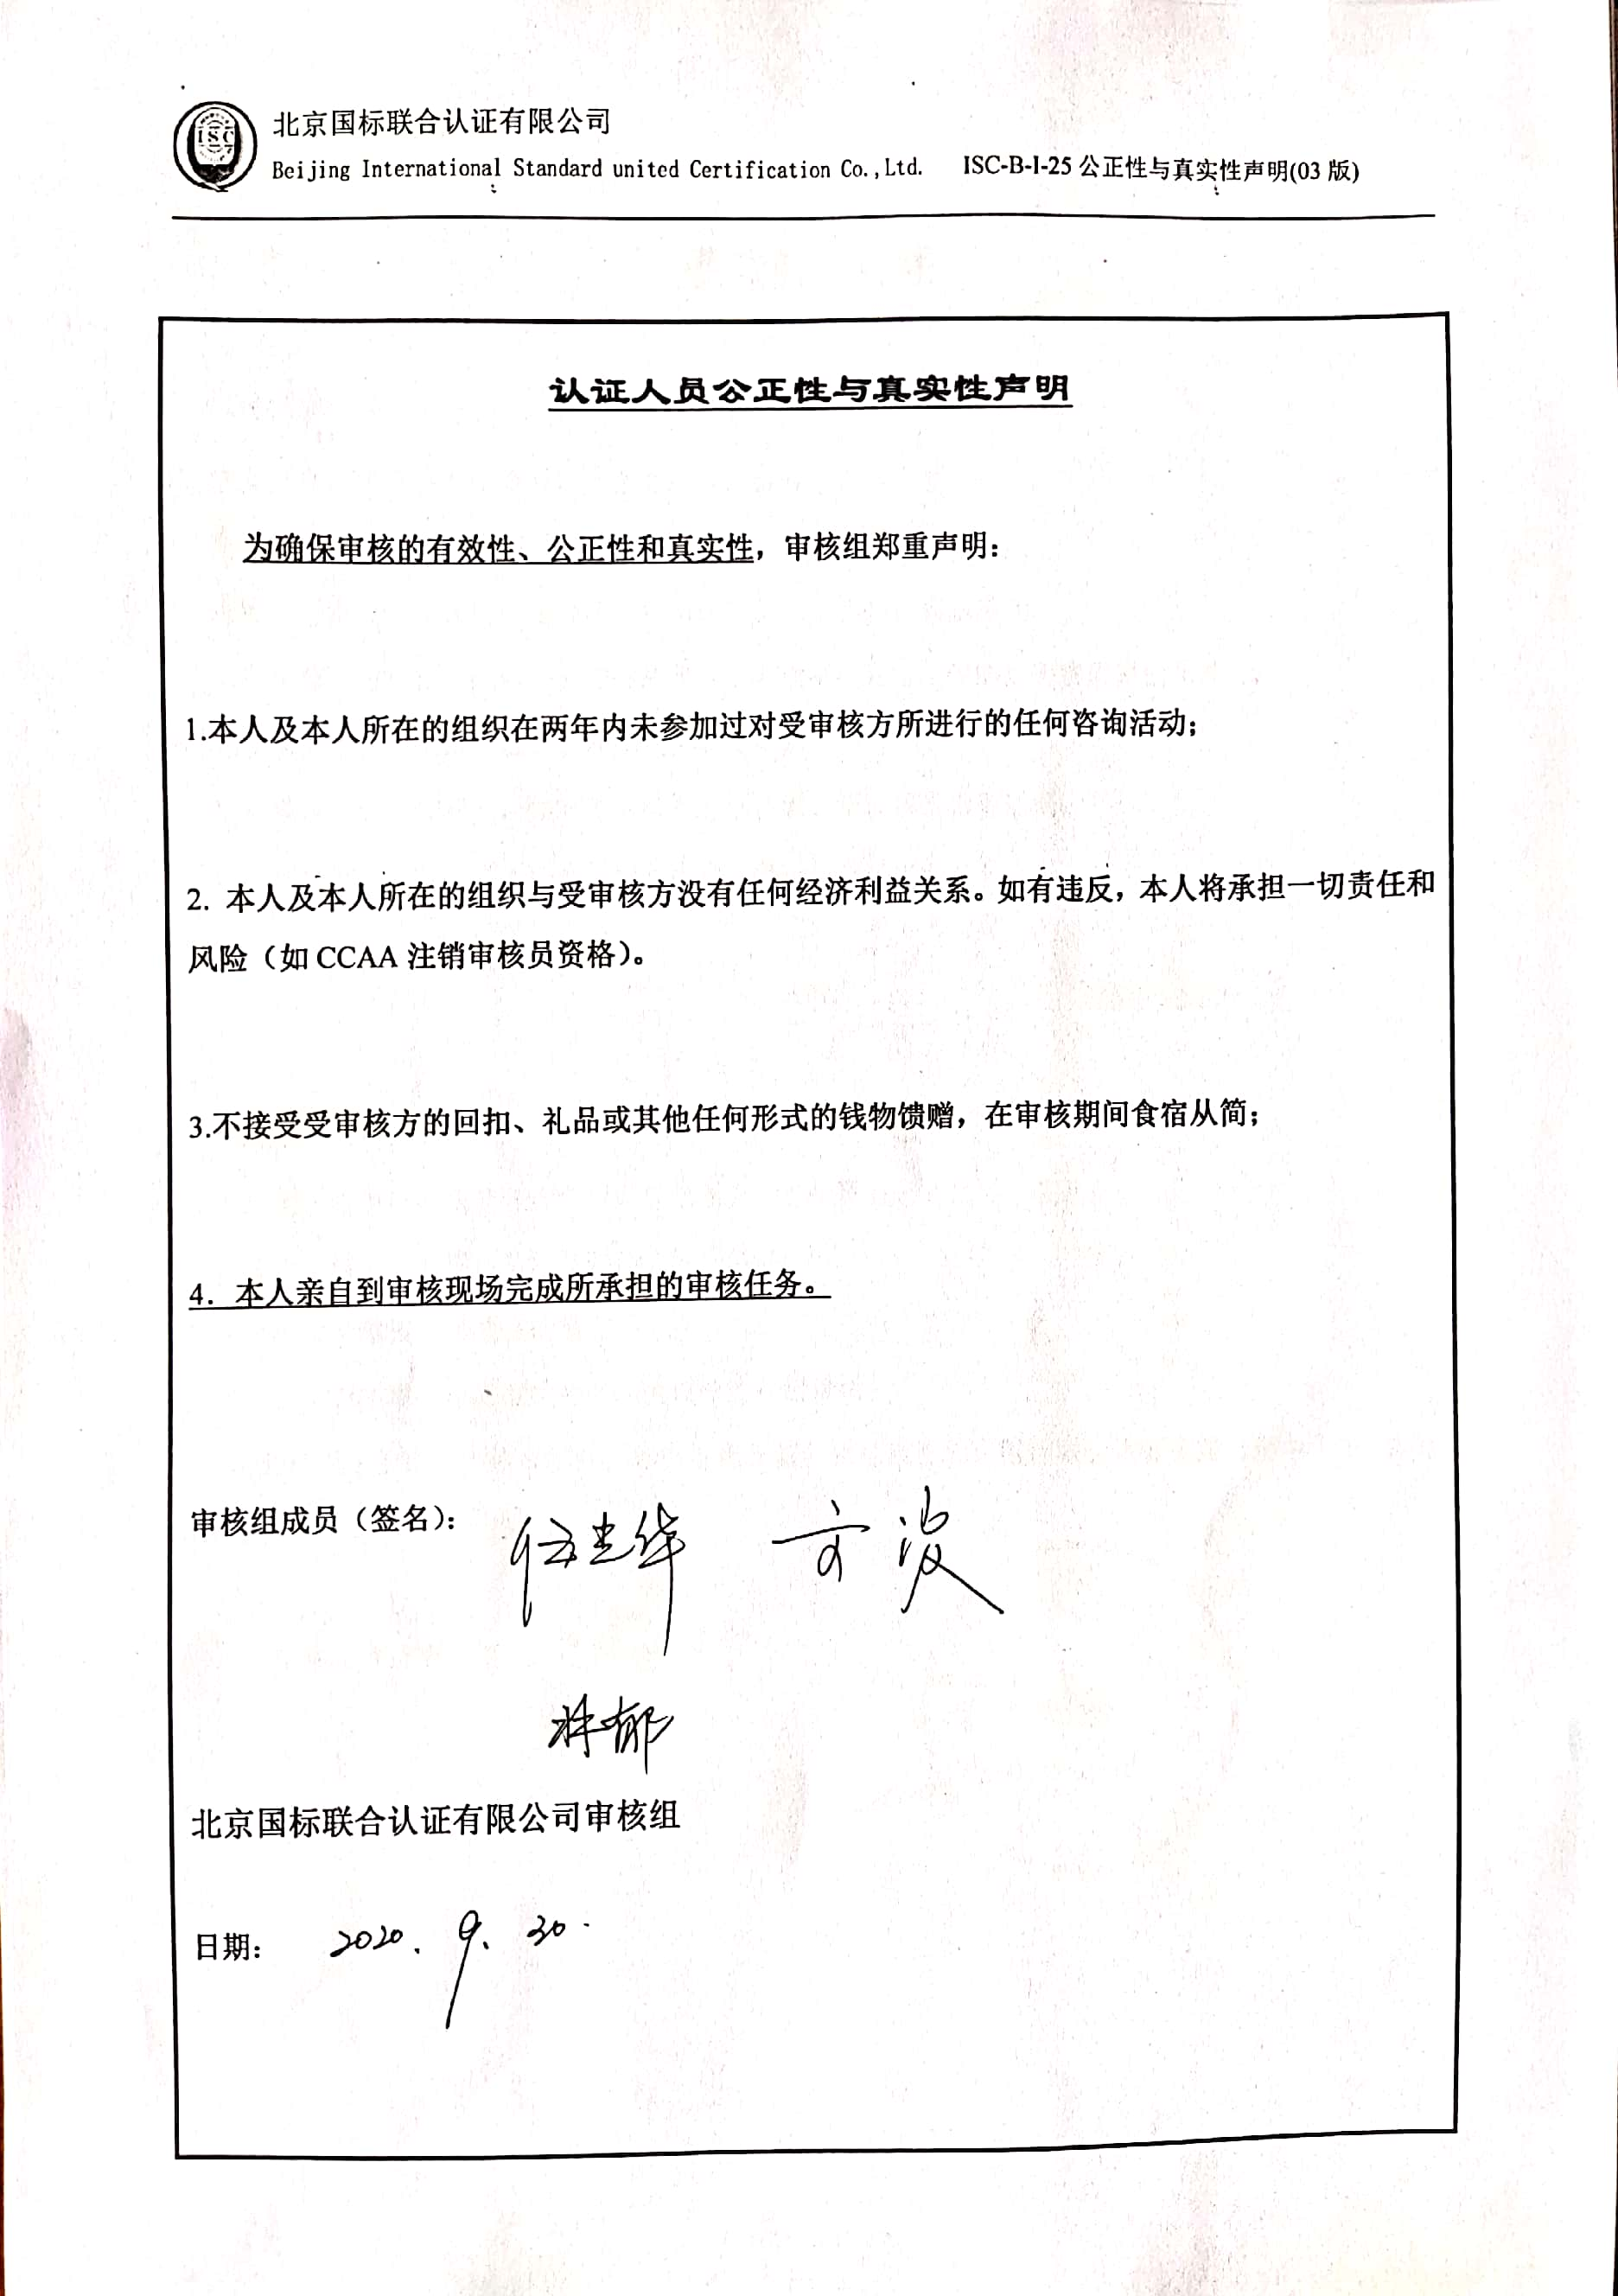 ISC
北京国标联合认证有限公司
Beijing International Standard united Certification Co.,Ltd. ISC-B-I-25 公正性与真实性声明(03 版)
认证人员公正性与真实性声明
为确保审核的有效性、公正性和真实性，审核组郑重声明：
1.本人及本人所在的组织在两年内未参加过对受审核方所进行的任何咨询活动；
2. 本人及本人所在的组织与受审核方没有任何经济利益关系。如有违反，本人将承担一切责任和
风险（如 CCAA 注销审核员资格）。
3.不接受受审核方的回扣、礼品或其他任何形式的钱物馈赠，在审核期间食宿从简；
4. 本人亲自到审核现场完成所承担的审核任务。
审核组成员（签名）： 伍光华
北京国标联合认证有限公司审核组
日期： 2020. 9. 30.